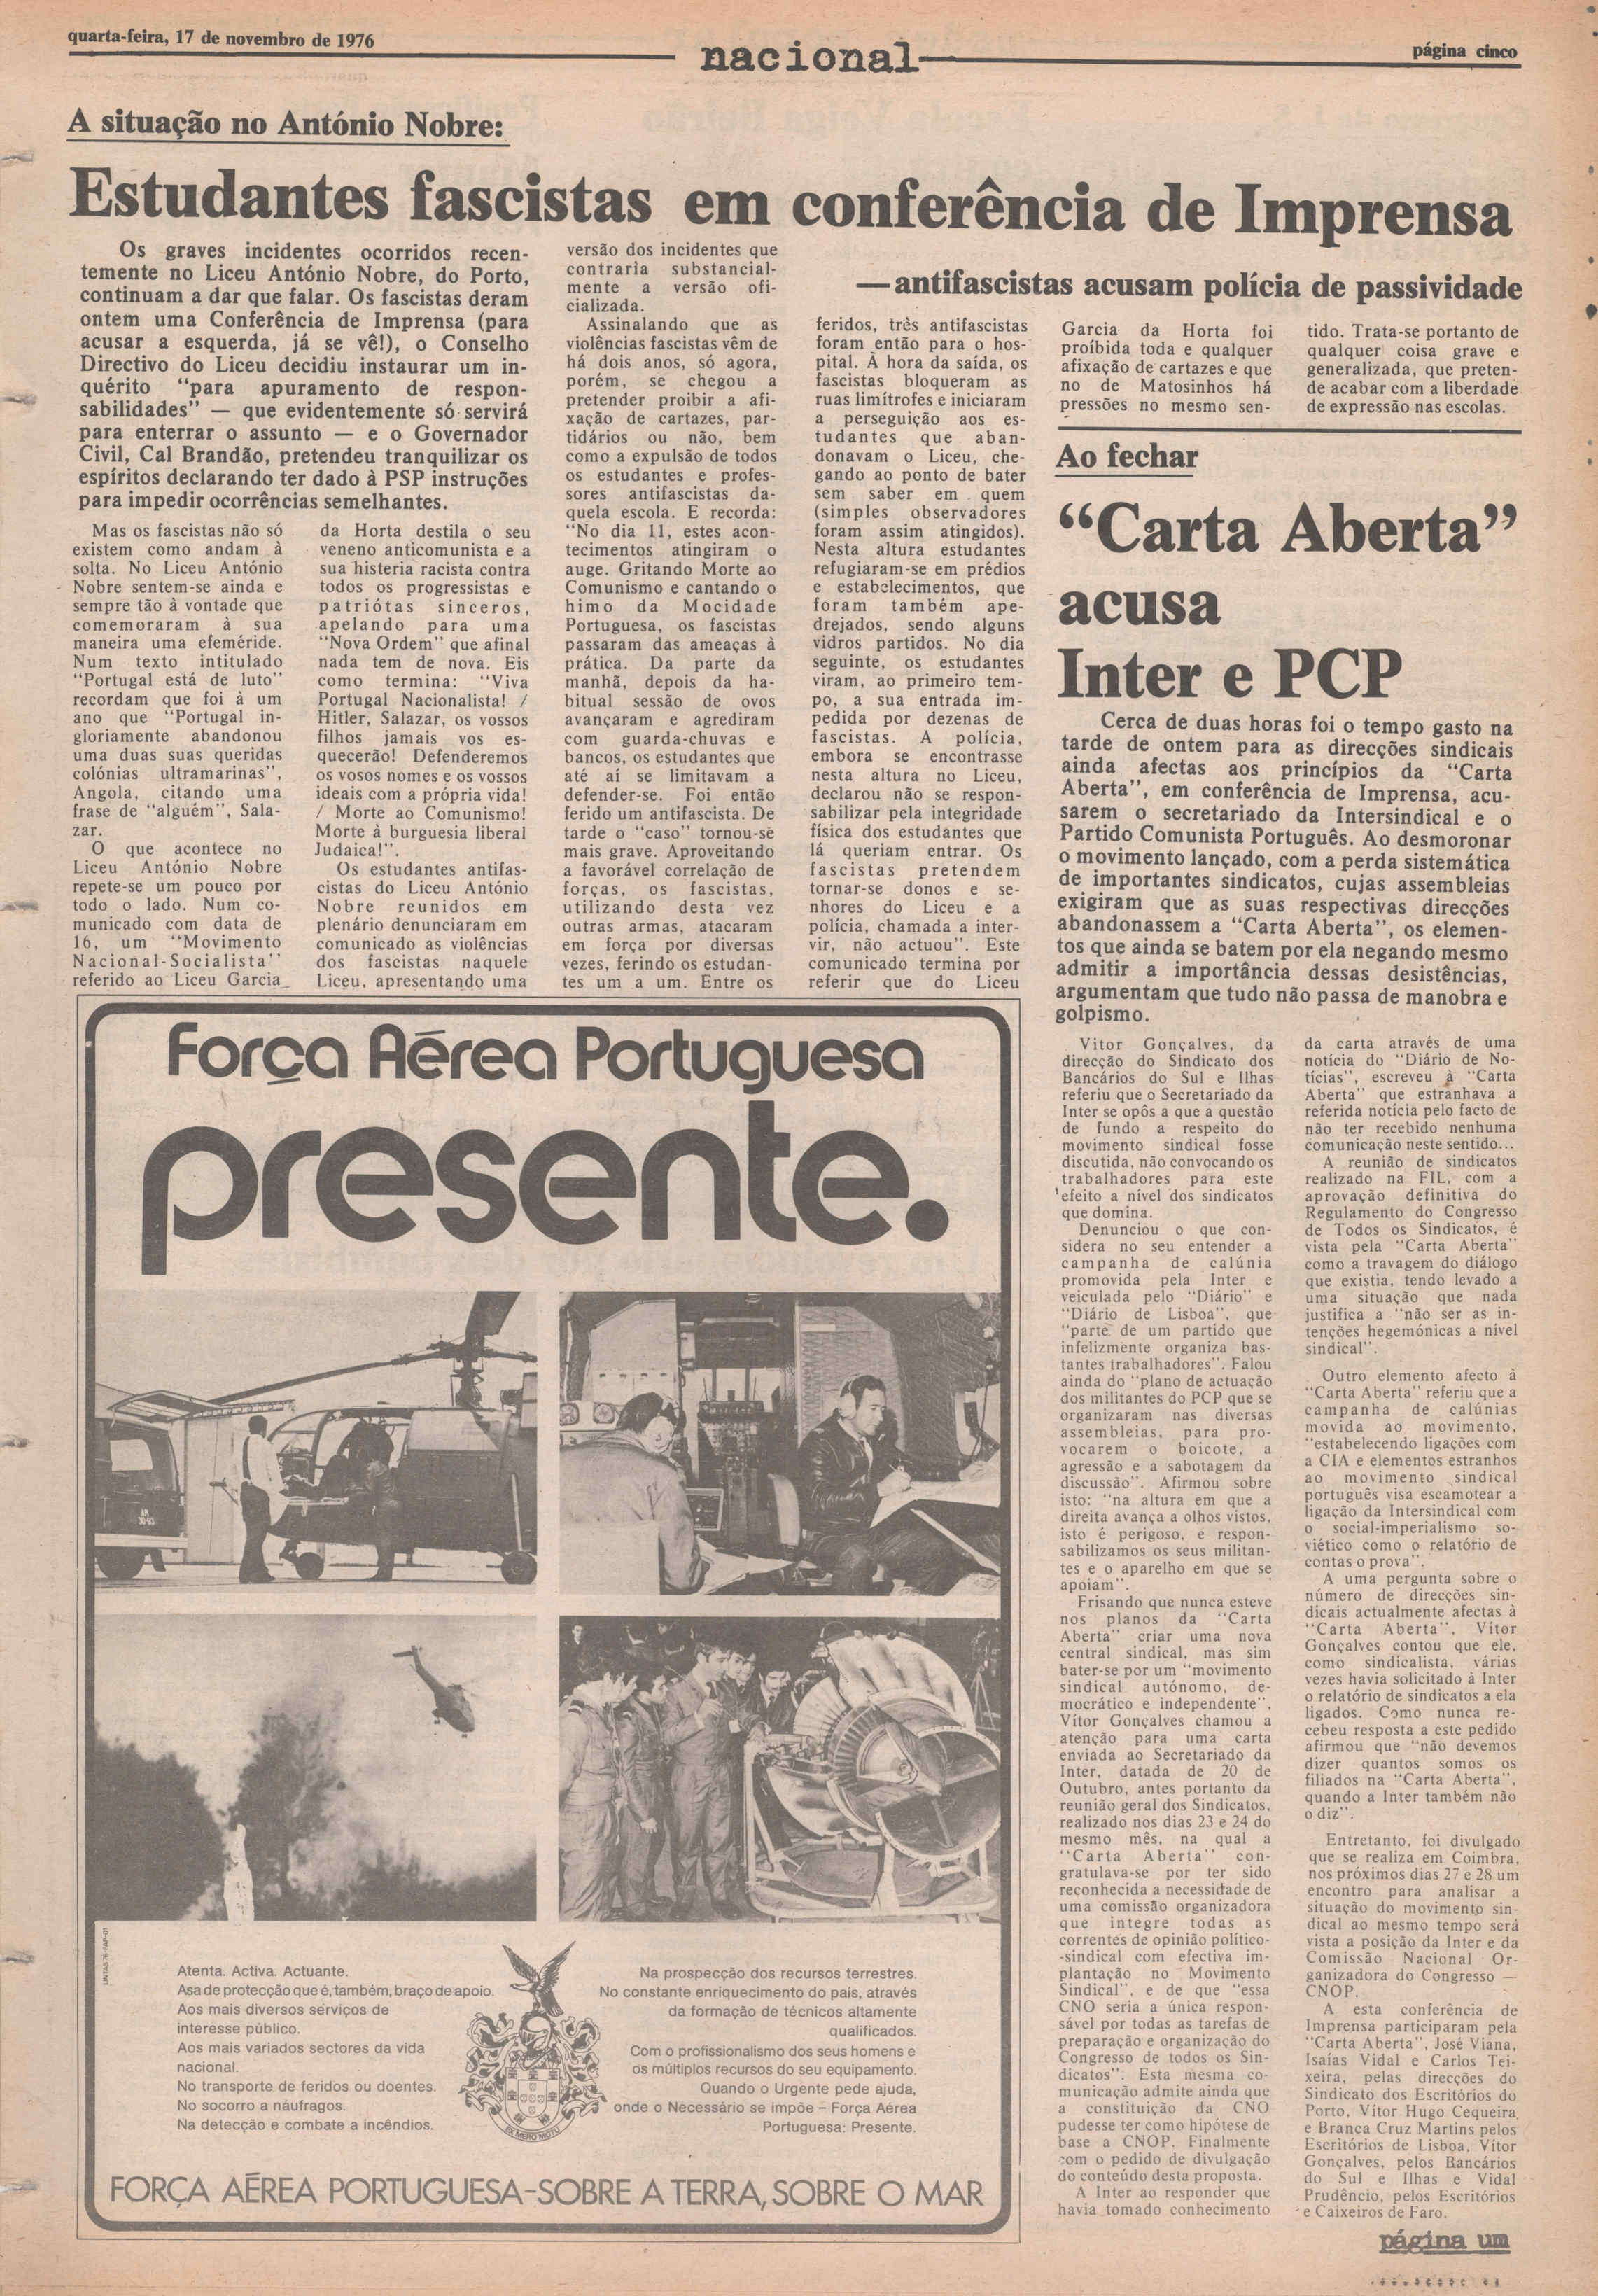 quarta-feira, 17 de novembro de 1976
nacional
página cinco
A situação no António Nobre:
Estudantes fascistas em conferência de Imprensa
—antifascistas acusam polícia de passividade
Os graves incidentes ocorridos recen-
temente no Liceu António Nobre, do Porto,
continuam a dar que falar. Os fascistas deram
ontem uma Conferência de Imprensa (para
acusar a esquerda, já se vê!), o Conselho
Directivo do Liceu decidiu instaurar um in-
quérito “para apuramento de respon-
sabilidades” — que evidentemente só servirá
para enterrar o assunto — e o Governador
Civil, Cal Brandão, pretendeu tranquilizar os
espíritos declarando ter dado à PSP instruções
para impedir ocorrências semelhantes.
Mas os fascistas não só
existem como andam à
solta. No Liceu António
Nobre sentem-se ainda e
sempre tão à vontade que
comemoraram à sua
maneira uma efeméride.
Num texto intitulado
“Portugal está de luto”
recordam que foi à um
ano que “Portugal in-
gloriamente abandonou
uma duas suas queridas
colónias ultramarinas”,
Angola, citando uma
frase de “alguém”, Sala-
zar.
O que acontece no
Liceu António Nobre
repete-se um pouco por
todo o lado. Num co-
municado com data de
16, um “Movimento
Nacional-Socialista”
referido ao Liceu Garcia
da Horta destila o seu
veneno anticomunista e a
sua histeria racista contra
todos os progressistas e
patriótas sinceros,
apelando para uma
“Nova Ordem” que afinal
nada tem de nova. Eis
como termina: “Viva
Portugal Nacionalista! /
Hitler, Salazar, os vossos
filhos jamais vos es-
quecerão! Defenderemos
os vosos nomes e os vossos
ideais com a própria vida!
/ Morte ao Comunismo!
Morte à burguesia liberal
Judaica!”.
Os estudantes antifas-
cistas do Liceu António
Nobre reunidos em
plenário denunciaram em
comunicado as violências
dos fascistas naquele
Liceu, apresentando uma
versão dos incidentes que
contraria substancial-
mente a versão ofi-
cializada.
Assinalando que as
violências fascistas vêm de
há dois anos, só agora,
porém, se chegou a
pretender proibir a afi-
xação de cartazes, par-
tidários ou não, bem
como a expulsão de todos
os estudantes e profes-
sores antifascistas da-
quela escola. E recorda:
“No dia 11, estes acon-
tecimentos atingiram o
auge. Gritando Morte ao
Comunismo e cantando o
himo da Mocidade
Portuguesa, os fascistas
passaram das ameaças à
prática. Da parte da
manhã, depois da ha-
bitual sessão de ovos
avançaram e agrediram
com guarda-chuvas e
bancos, os estudantes que
até aí se limitavam a
defender-se. Foi então
ferido um antifascista. De
tarde o “caso” tornou-se
mais grave. Aproveitando
a favorável correlação de
forças, os fascistas,
utilizando desta vez
outras armas, atacaram
em força por diversas
vezes, ferindo os estudan-
tes um a um. Entre os
feridos, três antifascistas
foram então para o hos-
pital. À hora da saída, os
fascistas bloqueram as
ruas limítrofes e iniciaram
a perseguição aos es-
tudantes que aban-
donavam o Liceu, che-
gando ao ponto de bater
sem saber em quem
(simples observadores
foram assim atingidos).
Nesta altura estudantes
refugiaram-se em prédios
e estabelecimentos, que
foram também ape-
drejados, sendo alguns
vidros partidos. No dia
seguinte, os estudantes
viram, ao primeiro tem-
po, a sua entrada im-
pedida por dezenas de
fascistas. A polícia,
embora se encontrasse
nesta altura no Liceu,
declarou não se respon-
sabilizar pela integridade
física dos estudantes que
lá queriam entrar. Os
fascistas pretendem
tornar-se donos e se-
nhores do Liceu e a
polícia, chamada a inter-
vir, não actuou”. Este
comunicado termina por
referir que do Liceu
Garcia da Horta foi
proíbida toda e qualquer
afixação de cartazes e que
no de Matosinhos há
pressões no mesmo sen-
tido. Trata-se portanto de
qualquer coisa grave e
generalizada, que preten-
de acabar com a liberdade
de expressão nas escolas.
Ao fechar
“Carta Aberta”
acusa
Inter e PCP
Cerca de duas horas foi o tempo gasto na
tarde de ontem para as direcções sindicais
ainda afectas aos princípios da “Carta
Aberta”, em conferência de Imprensa, acu-
sarem o secretariado da Intersindical e o
Partido Comunista Português. Ao desmoronar
o movimento lançado, com a perda sistemática
de importantes sindicatos, cujas assembleias
exigiram que as suas respectivas direcções
abandonassem a “Carta Aberta”, os elemen-
tos que ainda se batem por ela negando mesmo
admitir a importância dessas desistências,
argumentam que tudo não passa de manobra e
golpismo.
Vitor Gonçalves, da
direcção do Sindicato dos
Bancários do Sul e Ilhas
referiu que o Secretariado da
Inter se opôs a que a questão
de fundo a respeito do
movimento sindical fosse
discutida, não convocando os
trabalhadores para este
efeito a nível dos sindicatos
que domina.
Denunciou o que con-
sidera no seu entender a
campanha de calúnia
promovida pela Inter e
veiculada pelo “Diário” e
“Diário de Lisboa”, que
“parte de um partido que
infelizmente organiza bas-
tantes trabalhadores”. Falou
ainda do “plano de actuação
dos militantes do PCP que se
organizaram nas diversas
assembleias, para pro-
vocarem o boicote, a
agressão e a sabotagem da
discussão”. Afirmou sobre
isto: “na altura em que a
direita avança a olhos vistos,
isto é perigoso, e respon-
sabilizamos os seus militan-
tes e o aparelho em que se
apoiam”.
Frisando que nunca esteve
nos planos da “Carta
Aberta” criar uma nova
central sindical, mas sim
bater-se por um “movimento
sindical autónomo, de-
mocrático e independente”,
Vítor Gonçalves chamou a
atenção para uma carta
enviada ao Secretariado da
Inter, datada de 20 de
Outubro, antes portanto da
reunião geral dos Sindicatos,
realizado nos dias 23 e 24 do
mesmo mês, na qual a
“Carta Aberta” con-
gratulava-se por ter sido
reconhecida a necessidade de
uma comissão organizadora
que integre todas as
correntes de opinião político-
-sindical com efectiva im-
plantação no Movimento
Sindical”, e de que “essa
CNO seria a única respon-
sável por todas as tarefas de
preparação e organização do
Congresso de todos os Sin-
dicatos”. Esta mesma co-
municação admite ainda que
a constituição da CNO
pudesse ter como hipótese de
base a CNOP. Finalmente
com o pedido de divulgação
do conteúdo desta proposta.
A Inter ao responder que
havia tomado conhecimento
da carta através de uma
notícia do “Diário de No-
tícias”, escreveu à “Carta
Aberta” que estranhava a
referida notícia pelo facto de
não ter recebido nenhuma
comunicação neste sentido...
A reunião de sindicatos
realizado na FIL, com a
aprovação definitiva do
Regulamento do Congresso
de Todos os Sindicatos, é
vista pela “Carta Aberta”
como a travagem do diálogo
que existia, tendo levado a
uma situação que nada
justifica a “não ser as in-
tenções hegemónicas a nível
sindical”.
Outro elemento afecto à
“Carta Aberta” referiu que a
campanha de calúnias
movida ao movimento,
“estabelecendo ligações com
a CIA e elementos estranhos
ao movimento sindical
português visa escamotear a
ligação da Intersindical com
o social-imperialismo so-
viético como o relatório de
contas o prova”.
A uma pergunta sobre o
número de direcções sin-
dicais actualmente afectas à
“Carta Aberta”, Vítor
Gonçalves contou que ele,
como sindicalista, várias
vezes havia solicitado à Inter
o relatório de sindicatos a ela
ligados. Como nunca re-
cebeu resposta a este pedido
afirmou que “não devemos
dizer quantos somos os
filiados na “Carta Aberta”,
quando a Inter também não
o diz”.
Entretanto, foi divulgado
que se realiza em Coimbra,
nos próximos dias 27 e 28 um
encontro para analisar a
situação do movimento sin-
dical ao mesmo tempo será
vista a posição da Inter e da
Comissão Nacional Or-
ganizadora do Congresso —
CNOP.
A esta conferência de
Imprensa participaram pela
“Carta Aberta”, José Viana,
Isaías Vidal e Carlos Tei-
xeira, pelas direcções do
Sindicato dos Escritórios do
Porto, Vítor Hugo Cequeira
e Branca Cruz Martins pelos
Escritórios de Lisboa, Vítor
Gonçalves, pelos Bancários
do Sul e Ilhas e Vidal
Prudêncio, pelos Escritórios
e Caixeiros de Faro.
página um
Força Aérea Portuguesa
presente.
LINTAS 76-FAP-01
Atenta. Activa. Actuante.
Asa de protecção que é, também, braço de apoio.
Aos mais diversos serviços de
interesse público.
Aos mais variados sectores da vida
nacional.
No transporte de feridos ou doentes.
No socorro a náufragos.
Na detecção e combate a incêndios.
EX MERO MOTU
Na prospecção dos recursos terrestres.
No constante enriquecimento do país, através
da formação de técnicos altamente
qualificados.
Com o profissionalismo dos seus homens e
os múltiplos recursos do seu equipamento.
Quando o Urgente pede ajuda,
onde o Necessário se impõe – Força Aérea
Portuguesa: Presente.
FORÇA AÉREA PORTUGUESA-SOBRE A TERRA, SOBRE O MAR